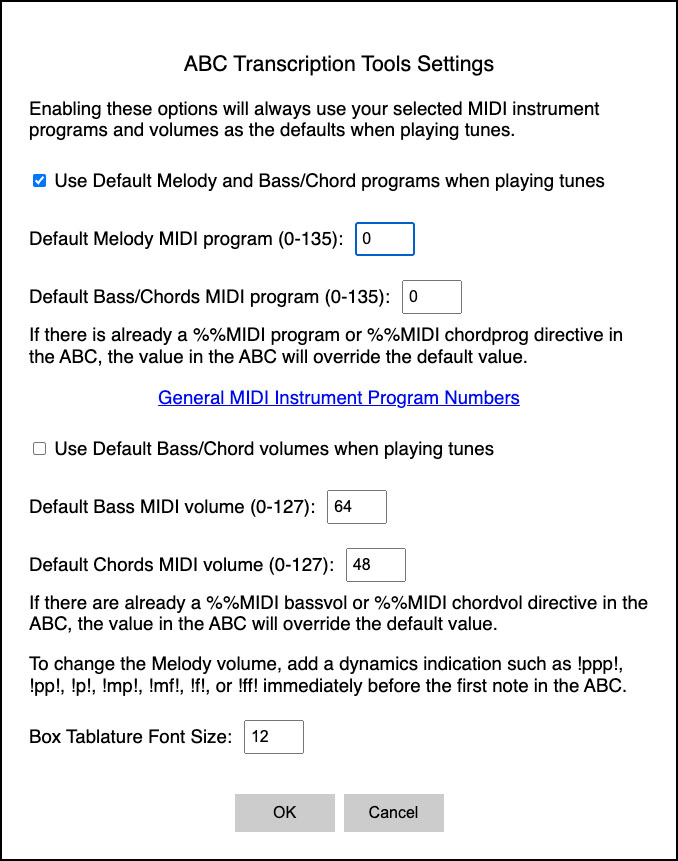 ABC Transcription Tools Settings
Enabling these options will always use your selected MIDI instrument
programs and volumes as the defaults when playing tunes.
Use Default Melody and Bass/Chord programs when playing tunes
Default Melody MIDI program (0-135): 0
Default Bass/Chords MIDI program (0-135): 0
If there is already a %%MIDI program or %%MIDI chordprog directive in
the ABC, the value in the ABC will override the default value.
General MIDI Instrument Program Numbers
Use Default Bass/Chord volumes when playing tunes
Default Bass MIDI volume (0-127): 64
Default Chords MIDI volume (0-127): 48
If there are already a %%MIDI bassvol or %%MIDI chordvol directive in the
ABC, the value in the ABC will override the default value.
To change the Melody volume, add a dynamics indication such as !ppp!,
!pp!, !p!, !mp!, !mf!, !f!, or !ff! immediately before the first note in the ABC.
Box Tablature Font Size: 12
OK Cancel